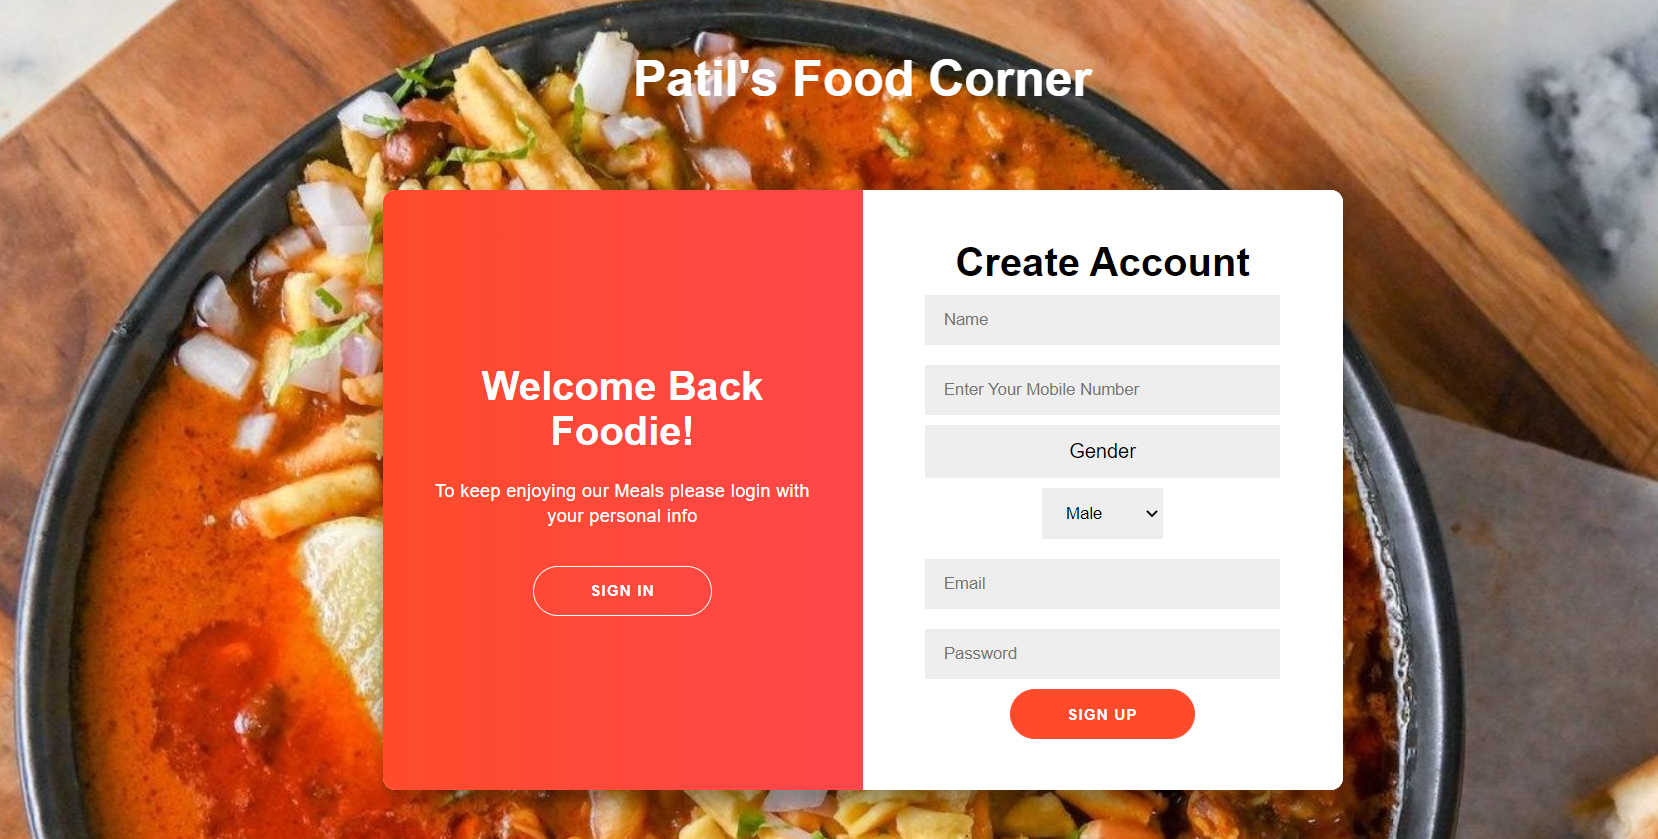 Patil's Food Corner
Welcome Back
Foodie!
To keep enjoying our Meals please login with
your personal info
SIGN IN
Create Account
Name
Enter Your Mobile Number
Gender
Male
Email
Password
SIGN UP